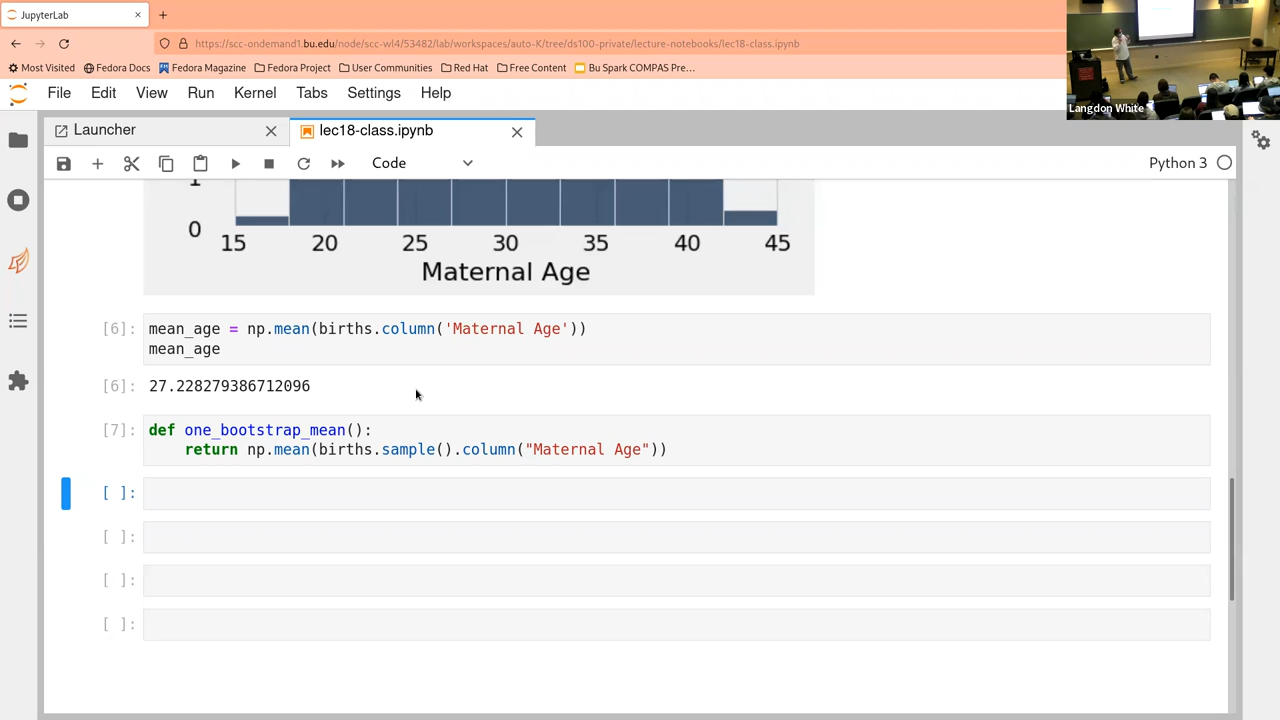 JupyterLab
https://scc-ondemand1.bu.edu/node/scc-wl4/53482/lab/workspaces/auto-K/tree/ds100-private/lecture-notebooks/lec18-class.ipynb
Most Visited Fedora Docs Fedora Magazine Fedora Project User Communities Red Hat Free Content Bu Spark COMPAS Pre…
Langdon White
File Edit View Run Kernel Tabs Settings Help
Launcher lec18-class.ipynb
Code Python 3
1
0
15 20 25 30 35 40 45
Maternal Age
[6]: mean_age = np.mean(births.column('Maternal Age'))
mean_age
[6]: 27.228279386712096
[7]: def one_bootstrap_mean():
return np.mean(births.sample().column("Maternal Age"))
[ ]:
[ ]:
[ ]:
[ ]: